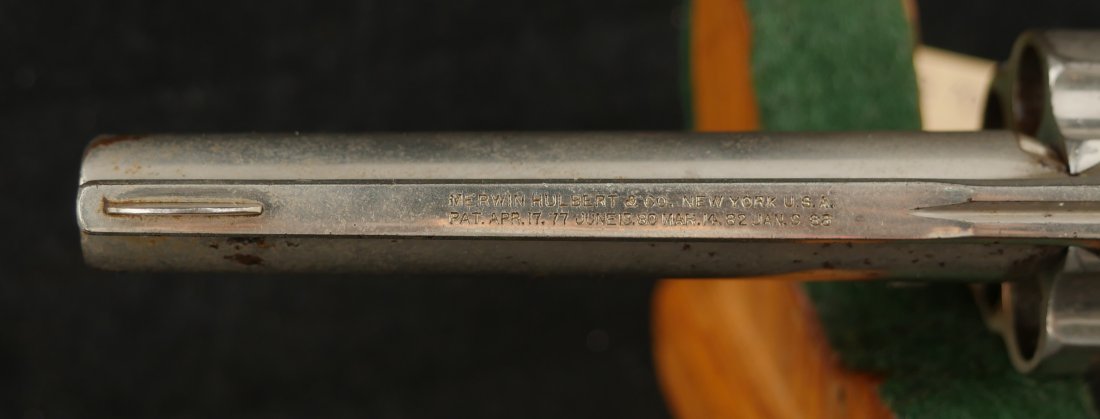 MERWIN HULBERT & CO. NEW YORK U.S.A.
PAT. APR. 17. 77 JUNE 15. 80 MAR. 14. 82 JAN. 9. 83